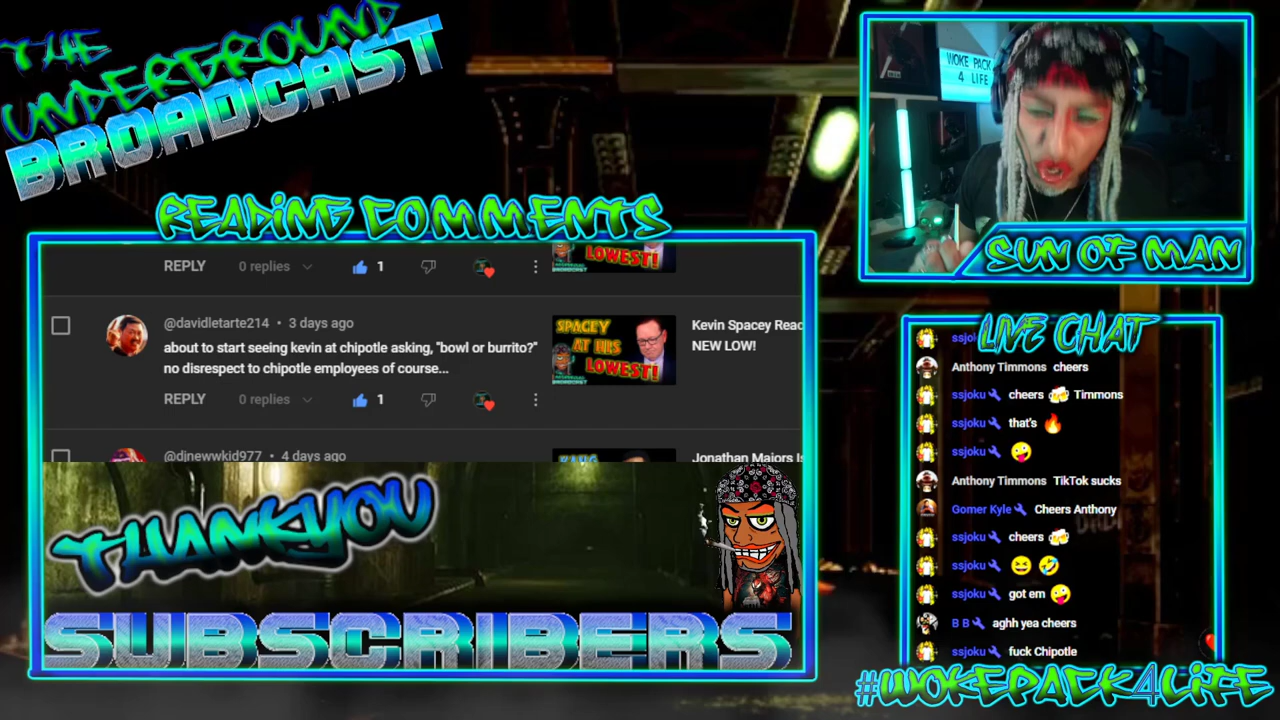 THE
UNDERGROUND
BROADCAST
READING COMMENTS
REPLY 0 replies 1
LOWEST!
@davidletarte214 • 3 days ago
about to start seeing kevin at chipotle asking, "bowl or burrito?"
no disrespect to chipotle employees of course...
REPLY 0 replies 1
SPACEY
AT HIS
LOWEST!
Kevin Spacey Reac
NEW LOW!
@djnewwkid977 • 4 days ago
Jonathan Majors Is
THANKYOU
SUBSCRIBERS
WOKE PACK
4 LIFE
SUN OF MAN
LIVE CHAT
ssjo
Anthony Timmons cheers
ssjoku cheers 🍻 Timmons
ssjoku that's 🔥
ssjoku 🤪
Anthony Timmons TikTok sucks
Gomer Kyle Cheers Anthony
ssjoku cheers 🍻
ssjoku 😆 🤣
ssjoku got em 🤪
B B aghh yea cheers
ssjoku fuck Chipotle
#WOKEPACK4LIFE